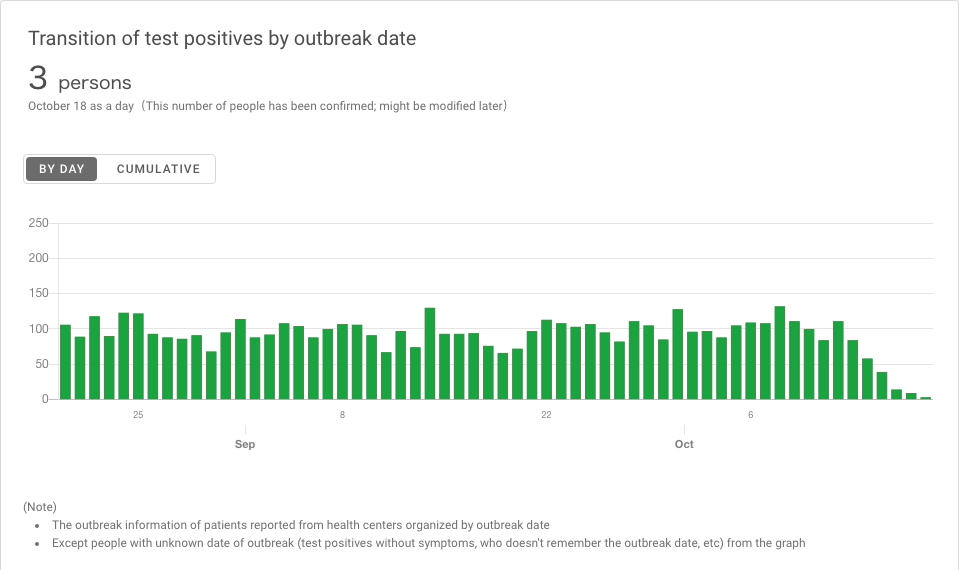 Transition of test positives by outbreak date
3 persons
October 18 as a day (This number of people has been confirmed; might be modified later)
BY DAY CUMULATIVE
250
200
150
100
50
0
25 8 22 6
Sep Oct
(Note)
• The outbreak information of patients reported from health centers organized by outbreak date
• Except people with unknown date of outbreak (test positives without symptoms, who doesn't remember the outbreak date, etc) from the graph